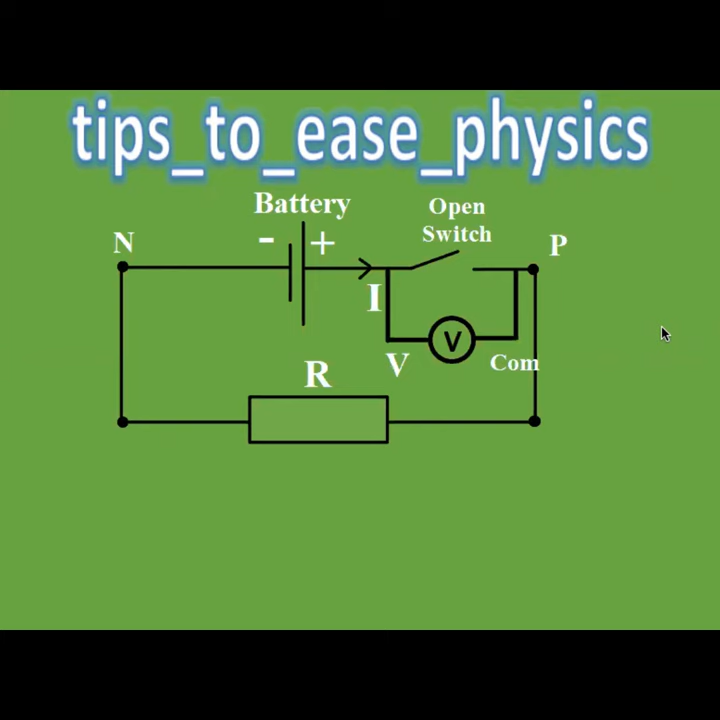 tips_to_ease_physics
Battery
Open
Switch
N
- +
P
I
V
V
Com
R